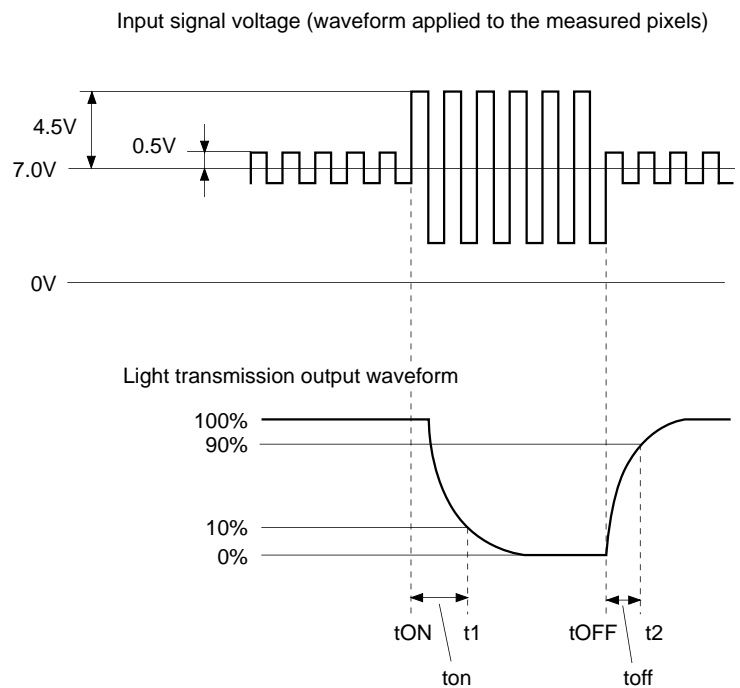 Input signal voltage (waveform applied to the measured pixels)
4.5V
0.5V
7.0V
0V
Light transmission output waveform
100%
90%
10%
0%
tON t1 tOFF t2
ton toff